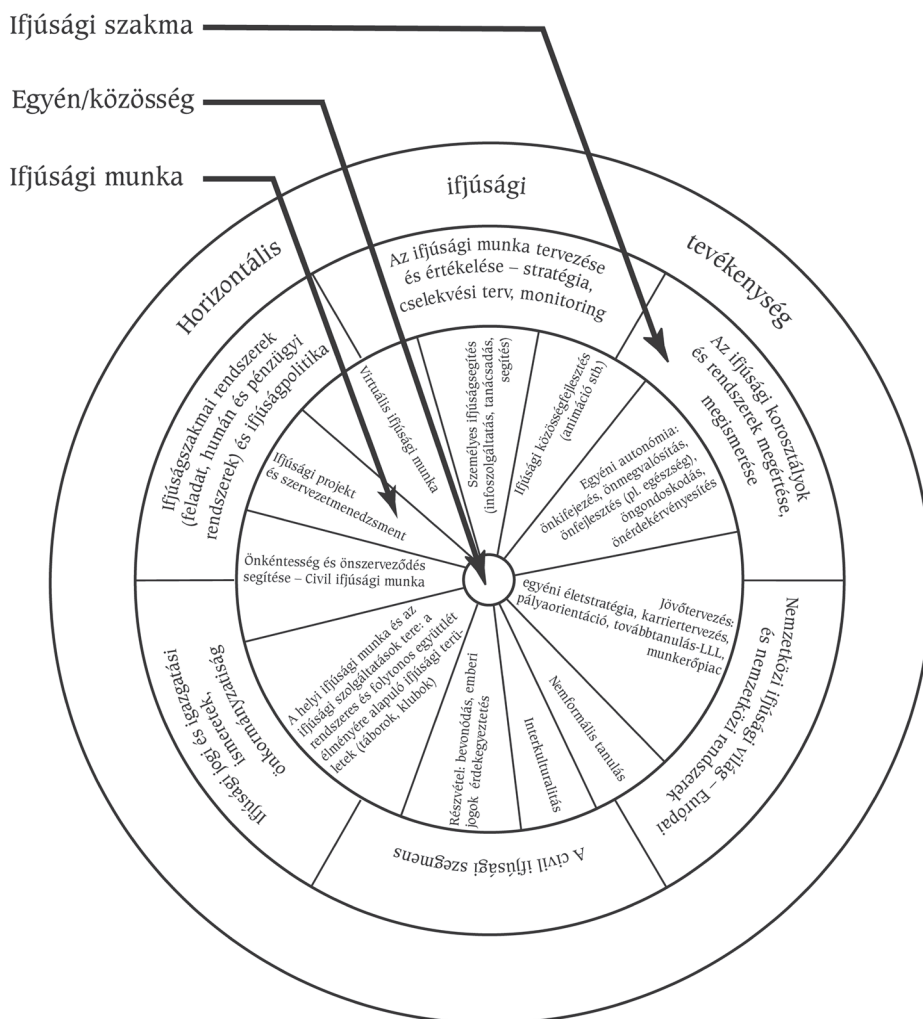 Ifjúsági szakma
Egyén/közösség
Ifjúsági munka
Horizontális
ifjúsági
tevékenység
Az ifjúsági munka tervezése
és értékelése – stratégia,
cselekvési terv, monitoring
Az ifjúsági korosztályok
és rendszerek megértése,
megismerése
Nemzetközi ifjúsági világ – Európai
és nemzetközi rendszerek
A civil ifjúsági szegmens
Ifjúsági jogi és igazgatási
ismeretek,
önkormányzatiság
Ifjúságszakmai rendszerek
(feladat, humán és pénzügyi
rendszerek) és ifjúságpolitika
Virtuális ifjúsági munka
Személyes ifjúságsegítés
(infoszolgáltatás, tanácsadás,
segítés)
Ifjúsági közösségfejlesztés
(animáció stb.)
Egyéni autonómia:
önkifejezés, önmegvalósítás,
önfejlesztés (pl. egészség),
öngondoskodás,
önérdekérvényesítés
Jövőtervezés:
egyéni életstratégia, karriertervezés,
pályaorientáció, továbbtanulás-LLL,
munkerőpiac
Nemformális tanulás
Interkulturalitás
Részvétel: bevonódás, emberi
jogok érdekegyeztetés
A helyi ifjúsági munka és az
ifjúsági szolgáltatások tere: a
rendszeres és folytonos együttlét
élményére alapuló ifjúsági terü-
letek (táborok, klubok)
Önkéntesség és önszerveződés
segítése – Civil ifjúsági munka
Ifjúsági projekt
és szervezetmenedzsment